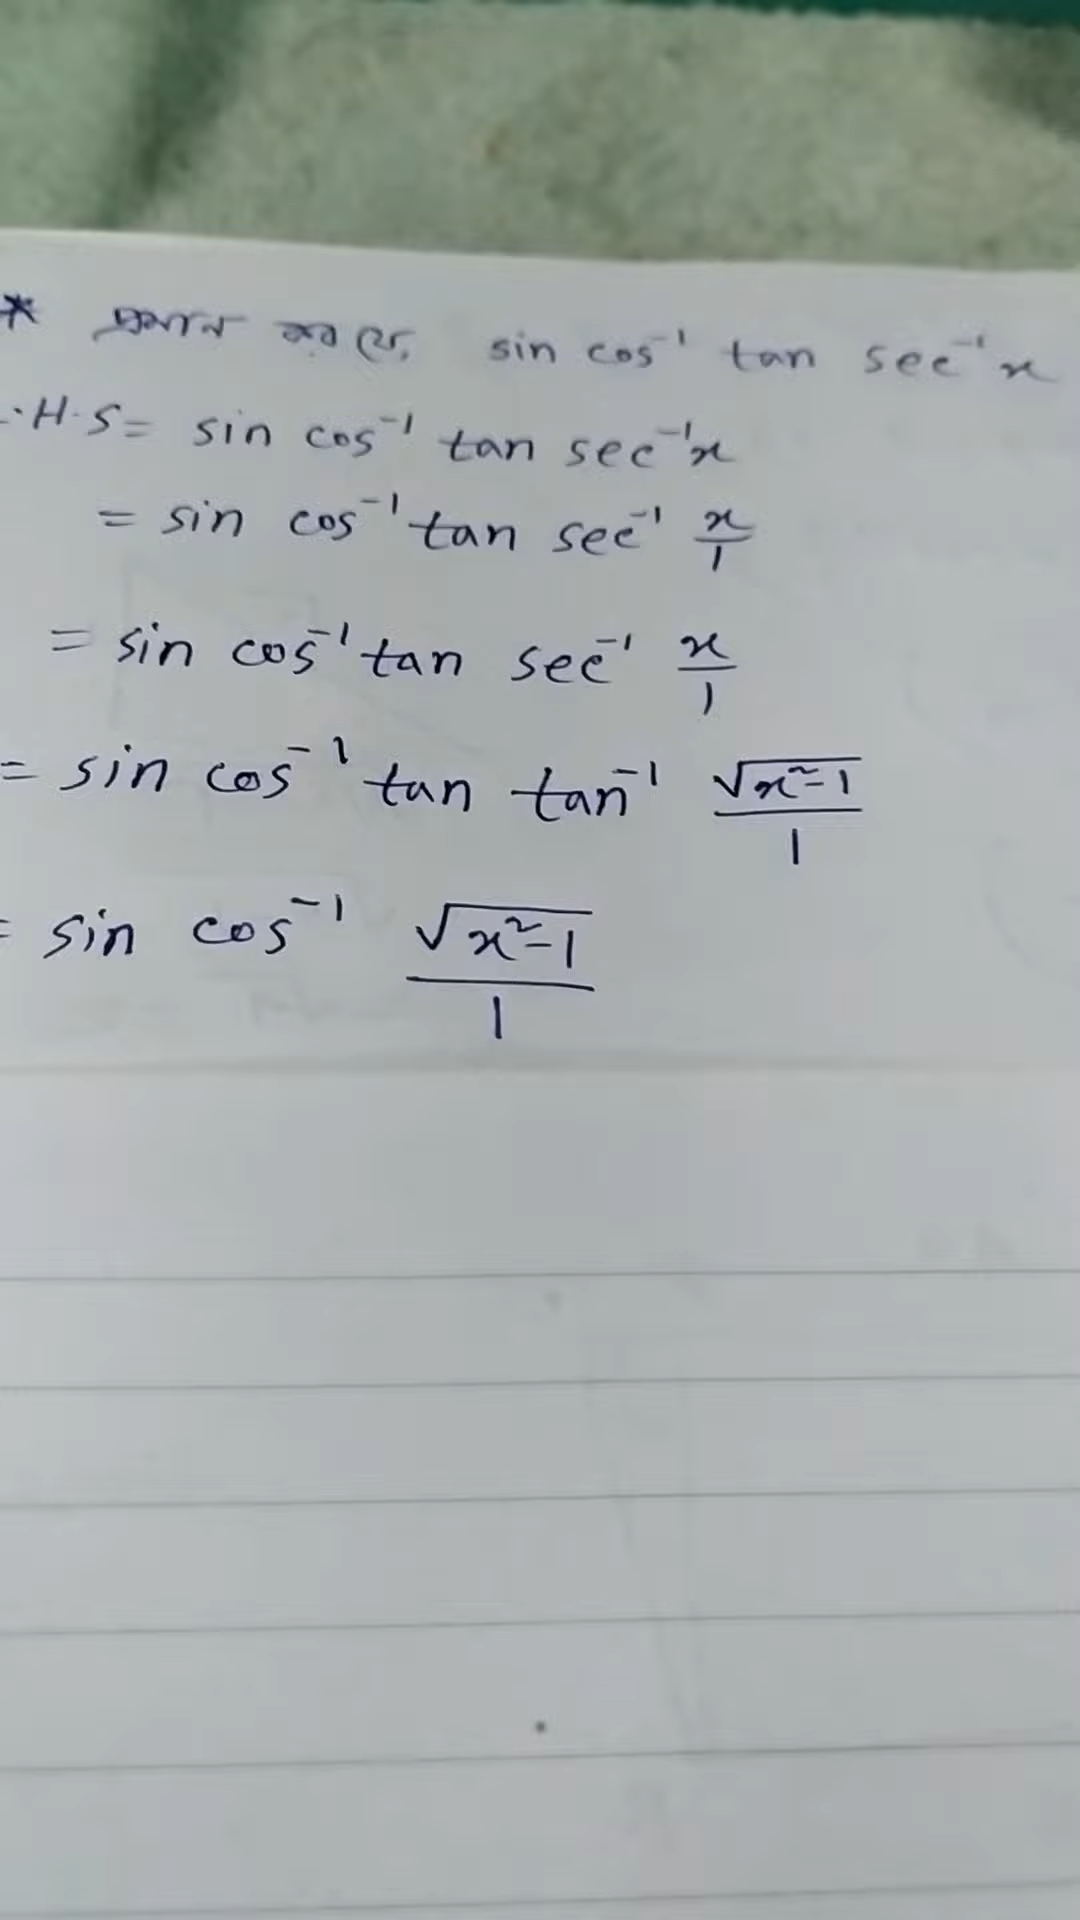 * প্রমাণ কর যে, sin cos⁻¹ tan sec⁻¹ x
.H.S = sin cos⁻¹ tan sec⁻¹x
= sin cos⁻¹ tan sec⁻¹ x/1
= sin cos⁻¹ tan sec⁻¹ x/1
= sin cos⁻¹ tan tan⁻¹ √(x²-1)/1
= sin cos⁻¹ √(x²-1)/1